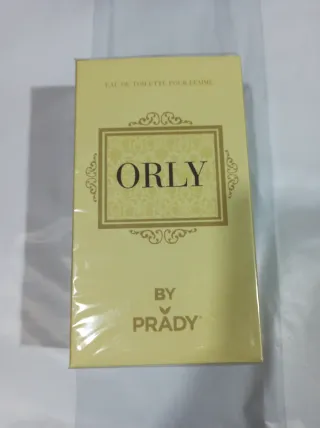 EAU DE TOILETTE POUR FEMME
ORLY
BY
PRADY